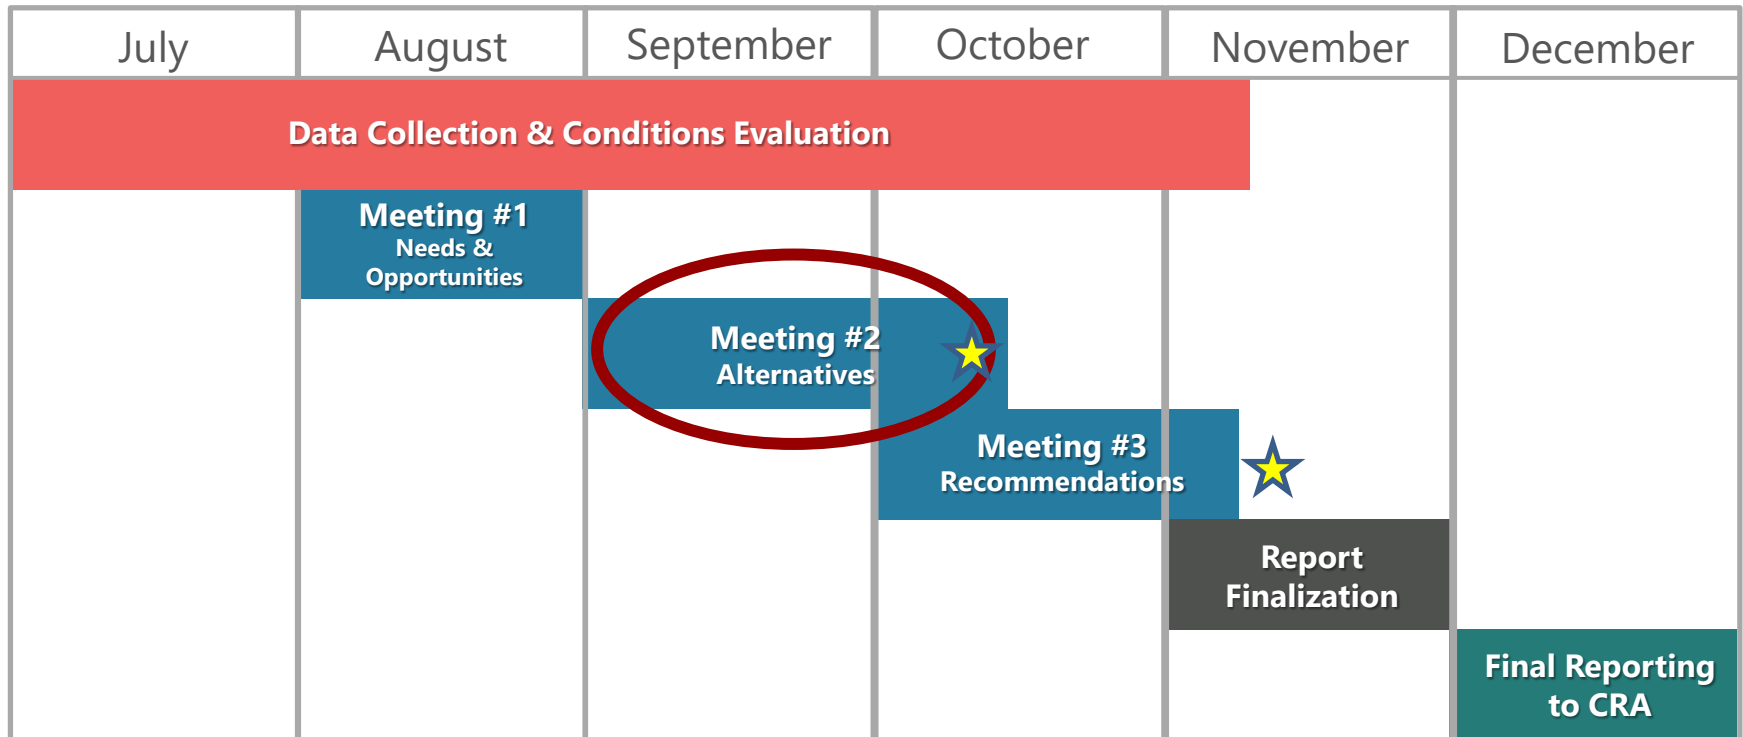 July
August
September
October
November
December
Data Collection & Conditions Evaluation
Meeting #1
Needs &
Opportunities
Meeting #2
Alternatives
Meeting #3
Recommendations
Report
Finalization
Final Reporting
to CRA